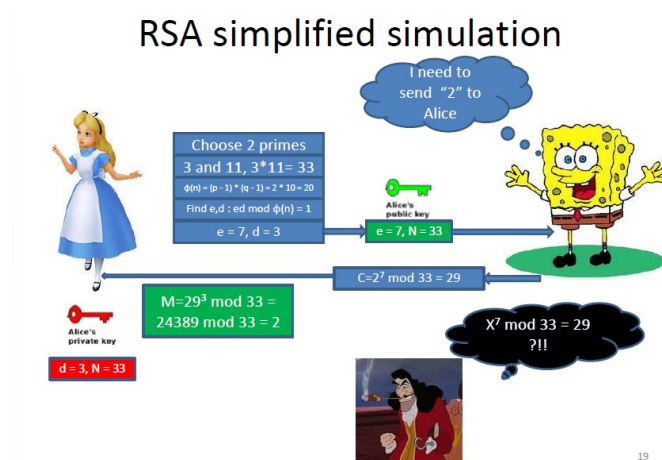 RSA simplified simulation
I need to
send “2” to
Alice
Choose 2 primes
3 and 11, 3*11= 33
ϕ(n) = (p - 1) * (q - 1) = 2 * 10 = 20
Find e,d : ed mod ϕ(n) = 1
e = 7, d = 3
Alice's
public key
e = 7, N = 33
C=2⁷ mod 33 = 29
M=29³ mod 33 =
24389 mod 33 = 2
Alice's
private key
d = 3, N = 33
X⁷ mod 33 = 29
?!!
19